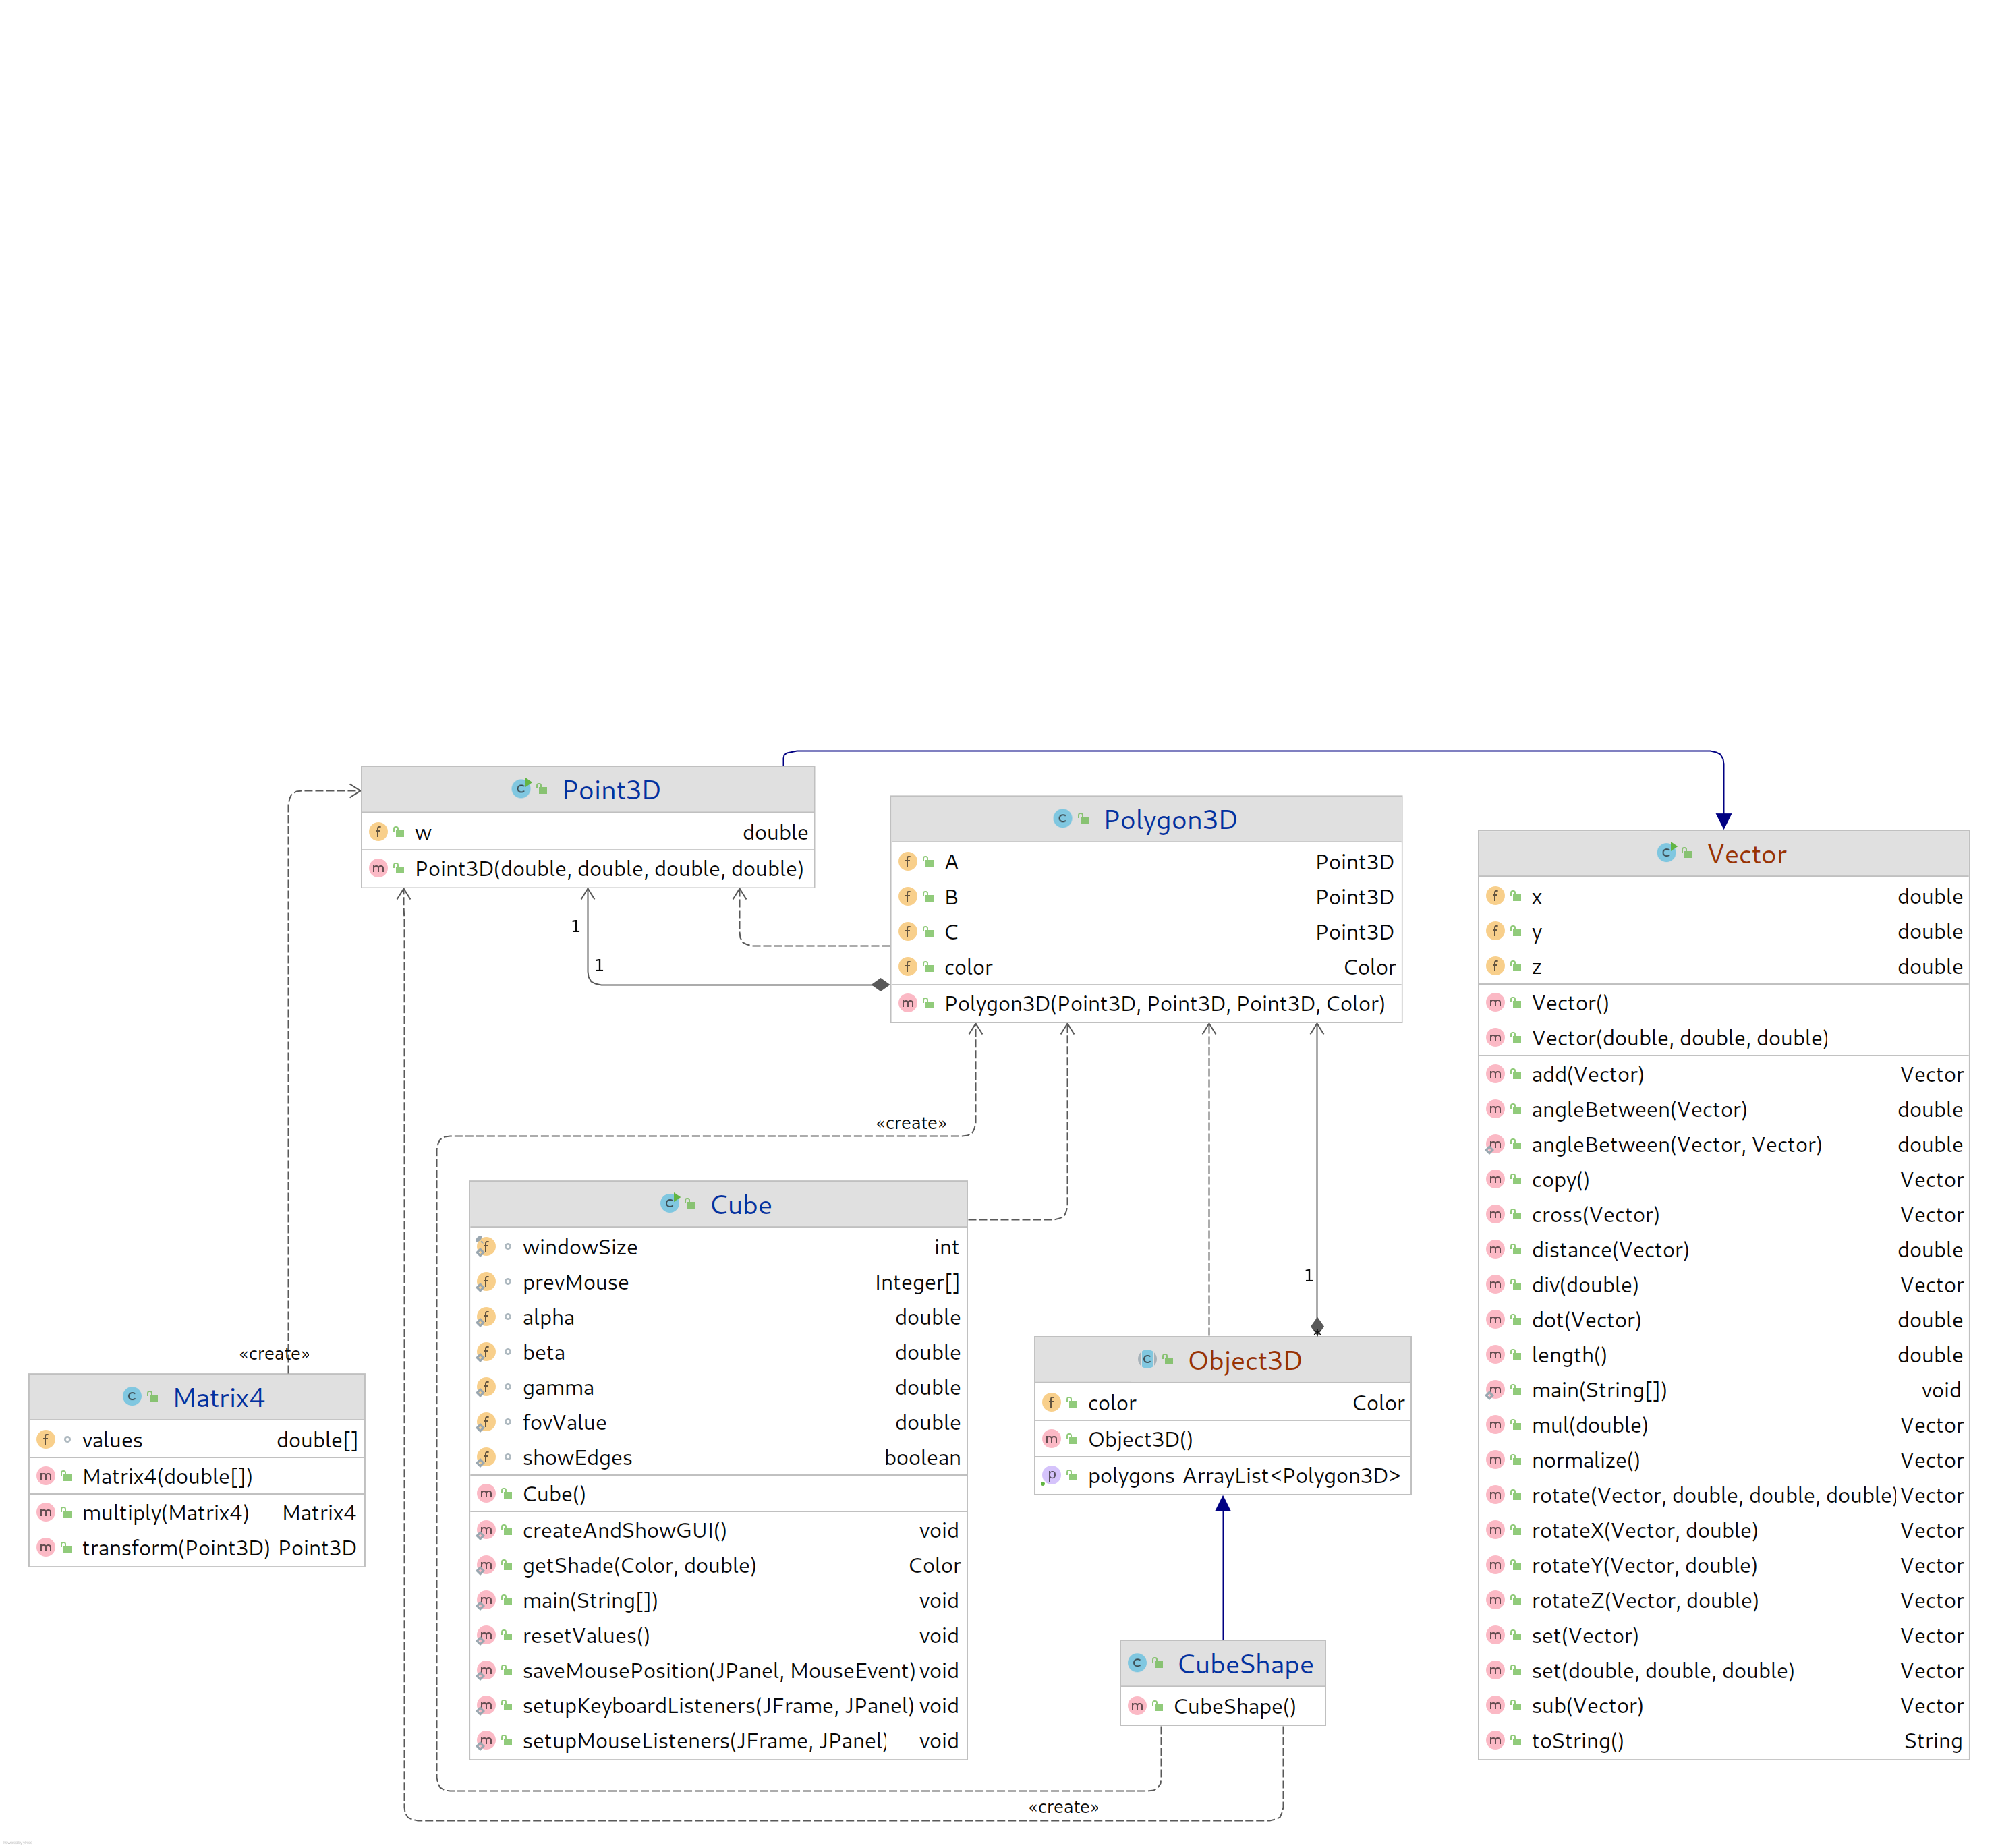 Point3D
w double
Point3D(double, double, double, double)
Polygon3D
A Point3D
B Point3D
C Point3D
color Color
Polygon3D(Point3D, Point3D, Point3D, Color)
1
1
Vector
x double
y double
z double
Vector()
Vector(double, double, double)
add(Vector) Vector
angleBetween(Vector) double
angleBetween(Vector, Vector) double
copy() Vector
cross(Vector) Vector
distance(Vector) double
div(double) Vector
dot(Vector) double
length() double
main(String[]) void
mul(double) Vector
normalize() Vector
rotate(Vector, double, double, double) Vector
rotateX(Vector, double) Vector
rotateY(Vector, double) Vector
rotateZ(Vector, double) Vector
set(Vector) Vector
set(double, double, double) Vector
sub(Vector) Vector
toString() String
«create»
Cube
windowSize int
prevMouse Integer[]
alpha double
beta double
gamma double
fovValue double
showEdges boolean
Cube()
createAndShowGUI() void
getShade(Color, double) Color
main(String[]) void
resetValues() void
saveMousePosition(JPanel, MouseEvent) void
setupKeyboardListeners(JFrame, JPanel) void
setupMouseListeners(JFrame, JPanel) void
1
*
Object3D
color Color
Object3D()
polygons ArrayList<Polygon3D>
«create»
Matrix4
values double[]
Matrix4(double[])
multiply(Matrix4) Matrix4
transform(Point3D) Point3D
CubeShape
CubeShape()
«create»